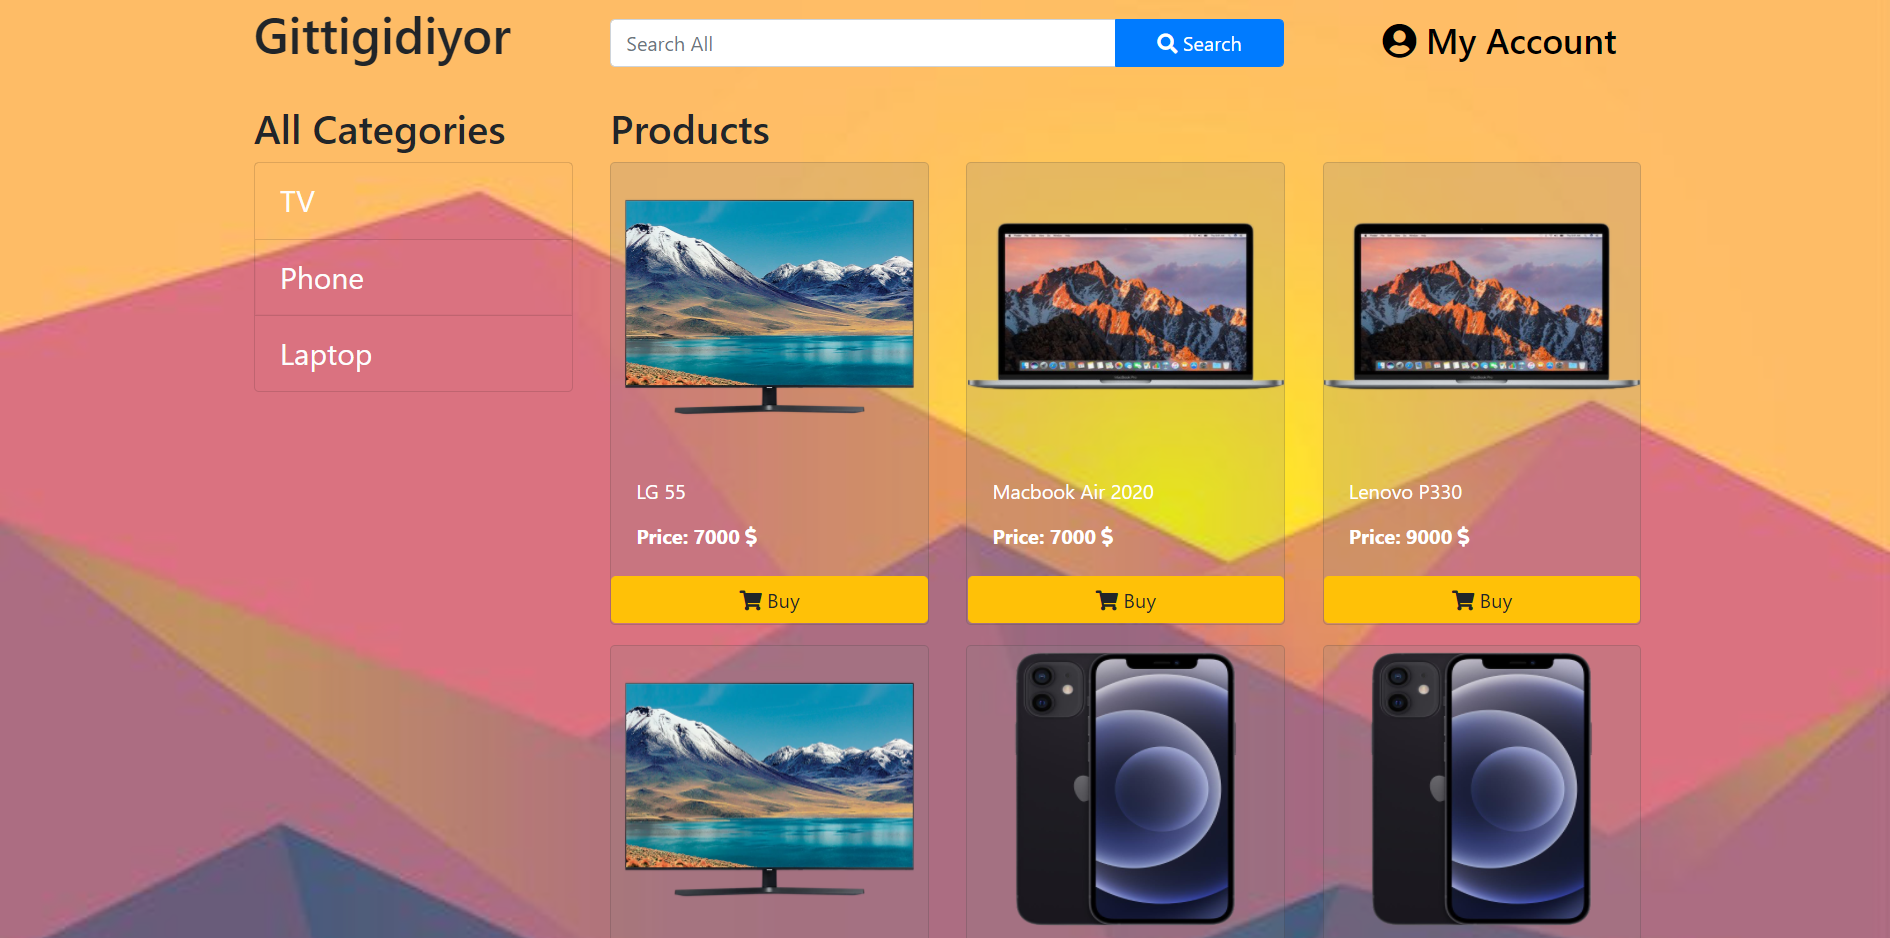 Gittigidiyor
Search All
Search
My Account
All Categories
Products
TV
Phone
Laptop
LG 55
Price: 7000 $
Buy
Macbook Air 2020
Price: 7000 $
Buy
Lenovo P330
Price: 9000 $
Buy